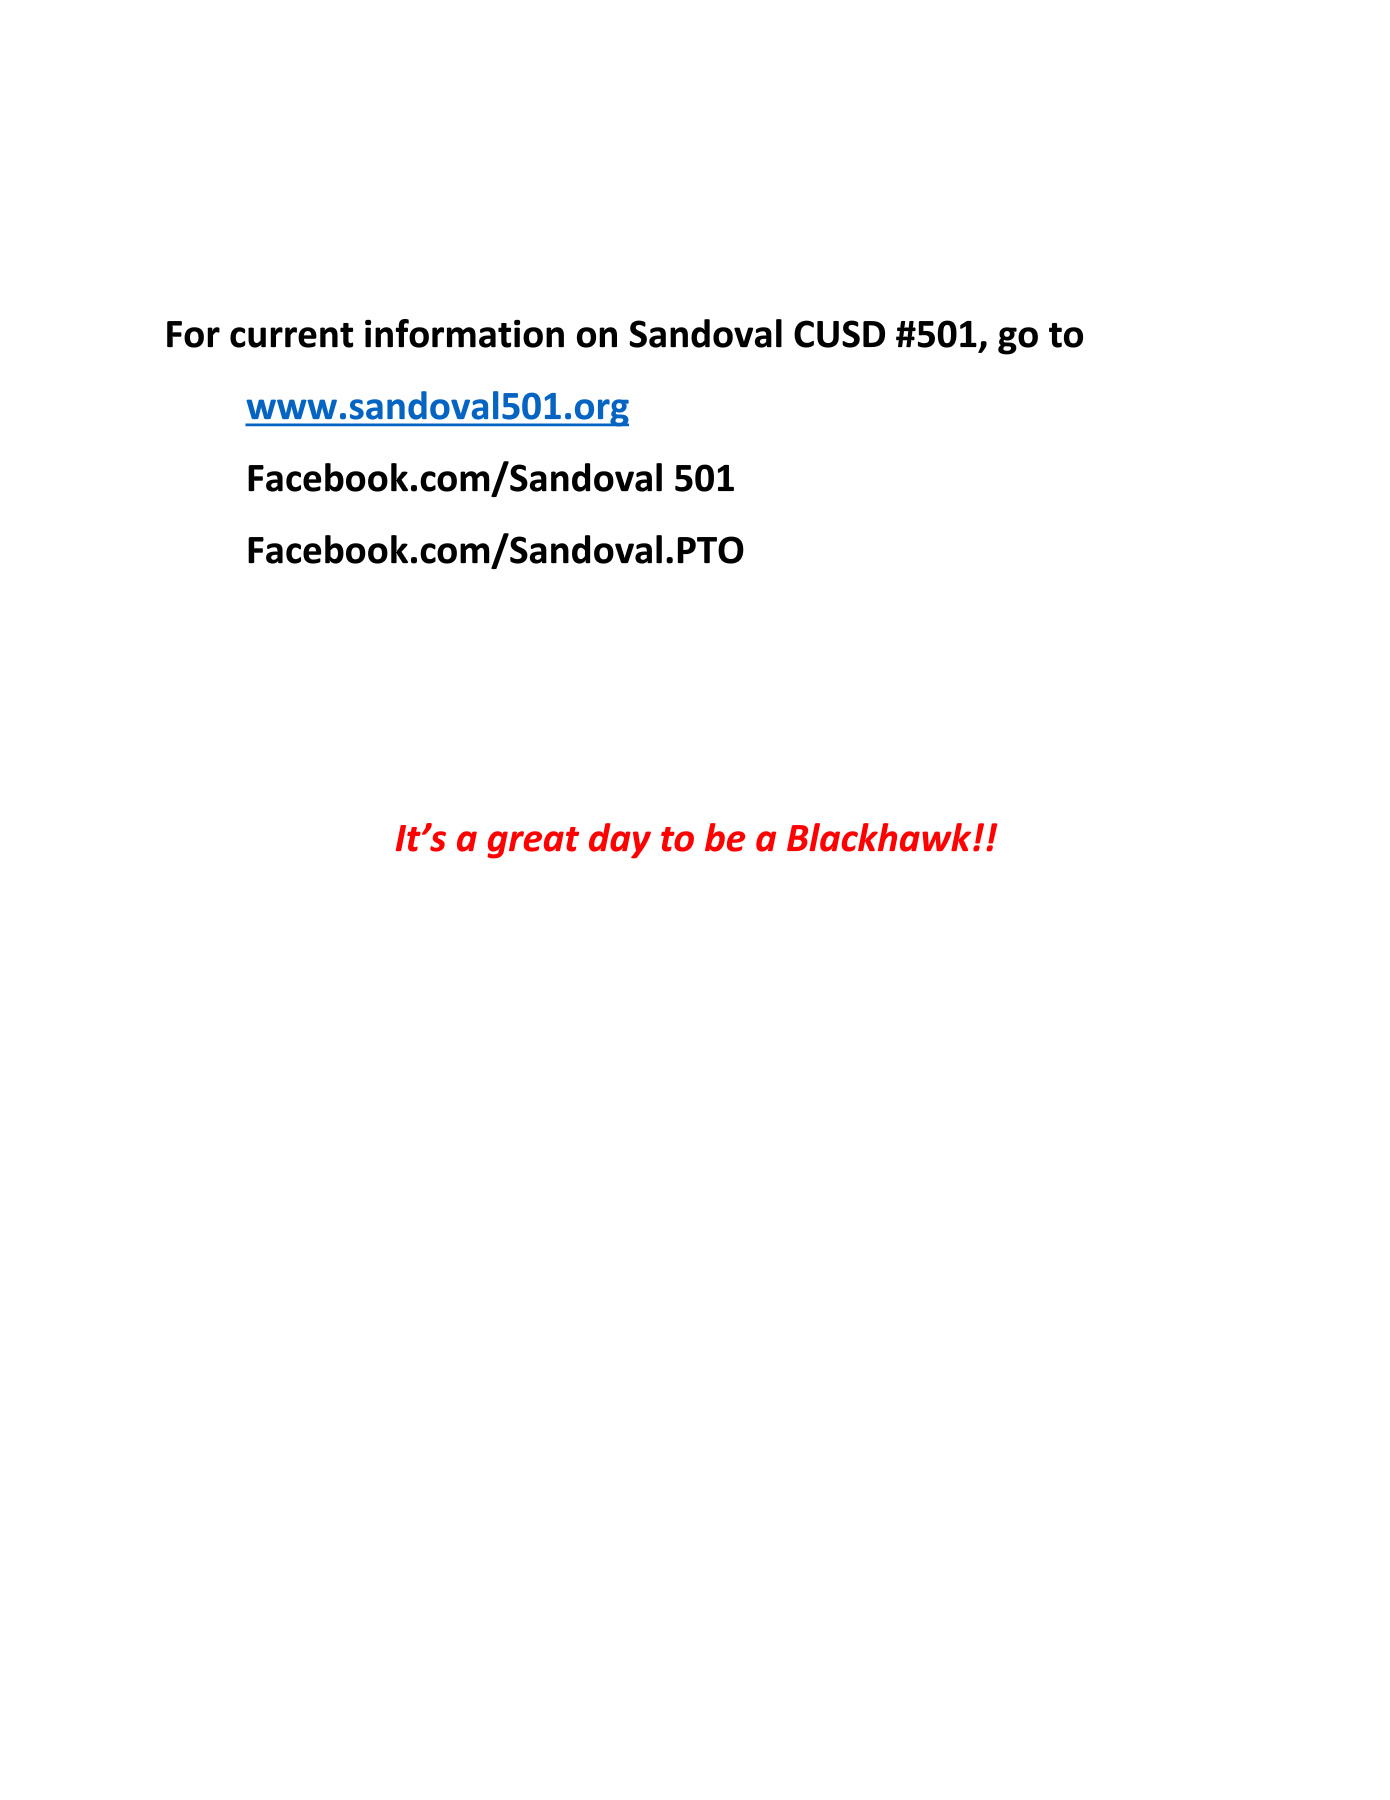 For current information on Sandoval CUSD #501, go to
www.sandoval501.org
Facebook.com/Sandoval 501
Facebook.com/Sandoval.PTO
It’s a great day to be a Blackhawk!!